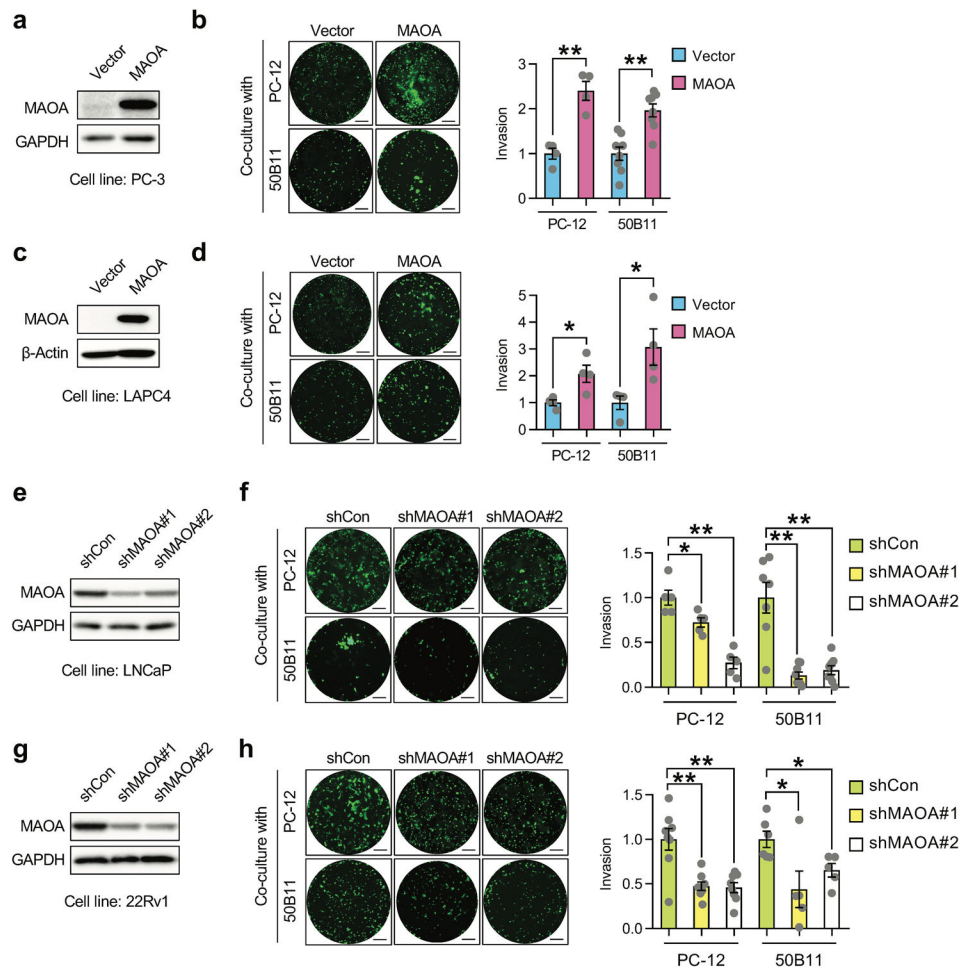 a
Vector
MAOA
MAOA
GAPDH
Cell line: PC-3
b
Vector
MAOA
Co-culture with
PC-12
50B11
Invasion
3
2
1
0
**
**
PC-12
50B11
Vector
MAOA
c
Vector
MAOA
MAOA
β-Actin
Cell line: LAPC4
d
Vector
MAOA
Co-culture with
PC-12
50B11
Invasion
5
4
3
2
1
0
*
*
PC-12
50B11
Vector
MAOA
e
shCon
shMAOA#1
shMAOA#2
MAOA
GAPDH
Cell line: LNCaP
f
shCon
shMAOA#1
shMAOA#2
Co-culture with
PC-12
50B11
Invasion
1.5
1.0
0.5
0.0
**
*
**
**
PC-12
50B11
shCon
shMAOA#1
shMAOA#2
g
shCon
shMAOA#1
shMAOA#2
MAOA
GAPDH
Cell line: 22Rv1
h
shCon
shMAOA#1
shMAOA#2
Co-culture with
PC-12
50B11
Invasion
1.5
1.0
0.5
0.0
**
**
*
*
PC-12
50B11
shCon
shMAOA#1
shMAOA#2